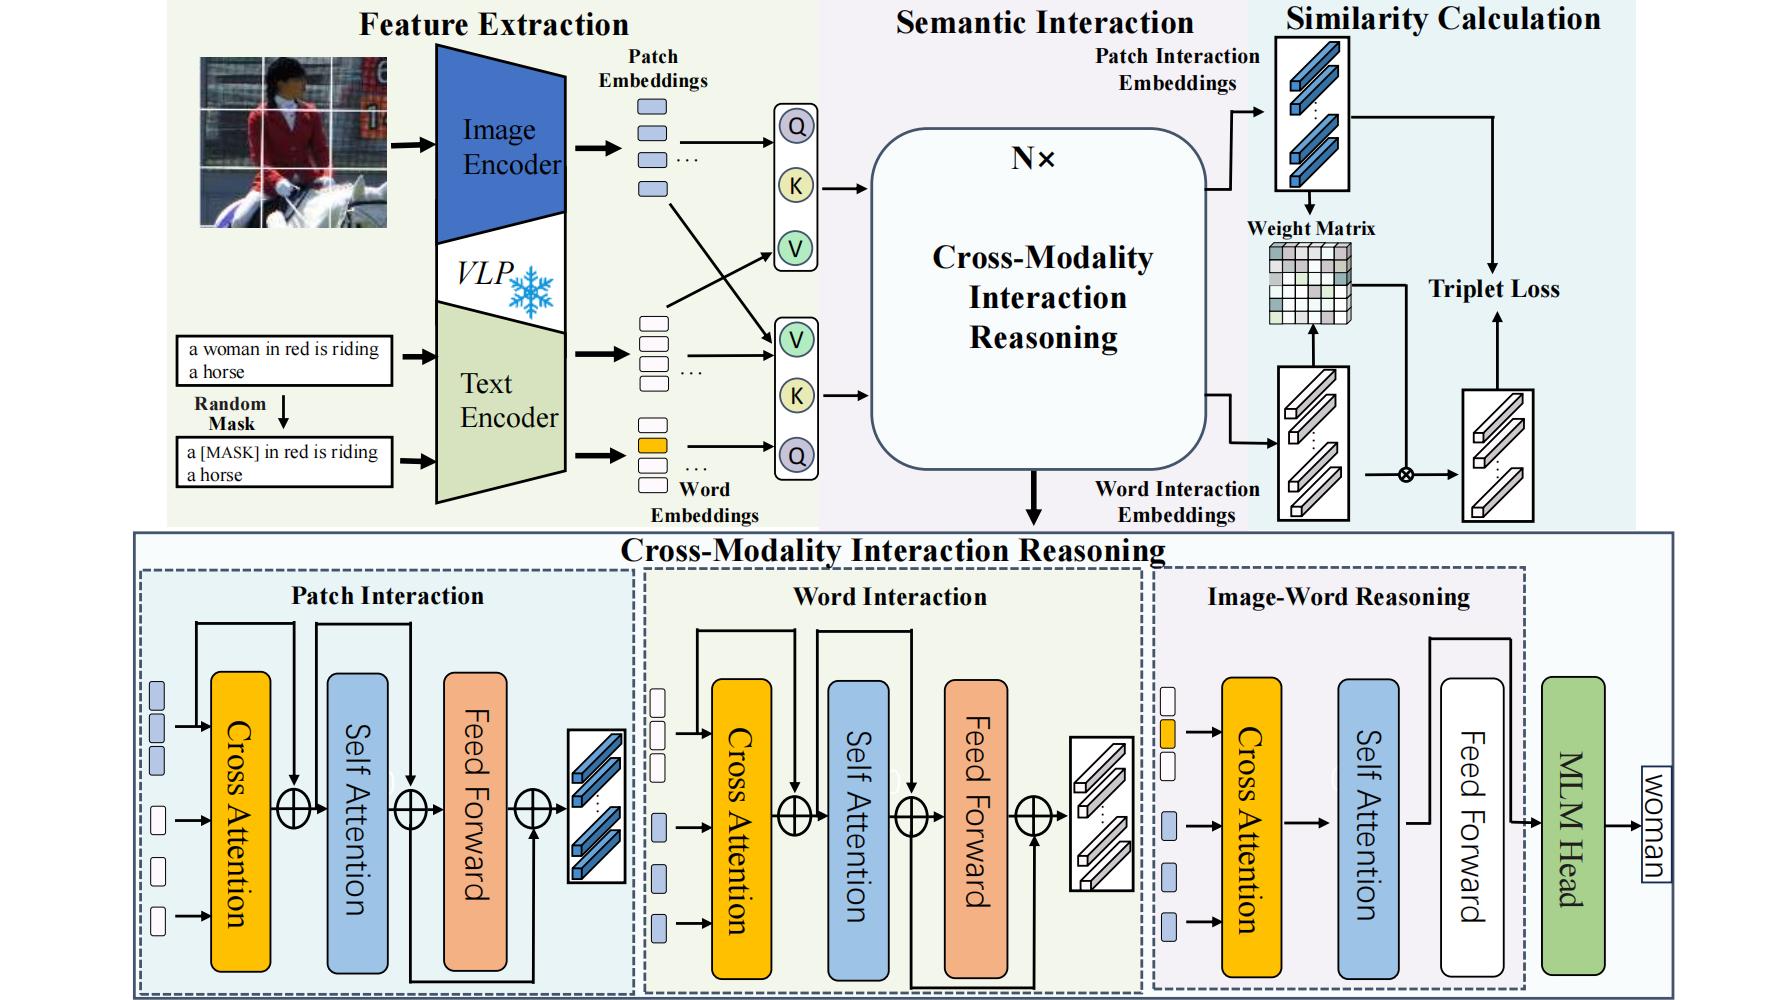 Feature Extraction
Semantic Interaction
Similarity Calculation
Patch
Embeddings
Image
Encoder
VLP
Text
Encoder
a woman in red is riding
a horse
Random
Mask
a [MASK] in red is riding
a horse
...
...
...
Word
Embeddings
Q
K
V
V
K
Q
N×
Cross-Modality
Interaction
Reasoning
Patch Interaction
Embeddings
Word Interaction
Embeddings
Weight Matrix
Triplet Loss
Cross-Modality Interaction Reasoning
Patch Interaction
Cross Attention
Self Attention
Feed Forward
Word Interaction
Cross Attention
Self Attention
Feed Forward
Image-Word Reasoning
Cross Attention
Self Attention
Feed Forward
MLM Head
woman